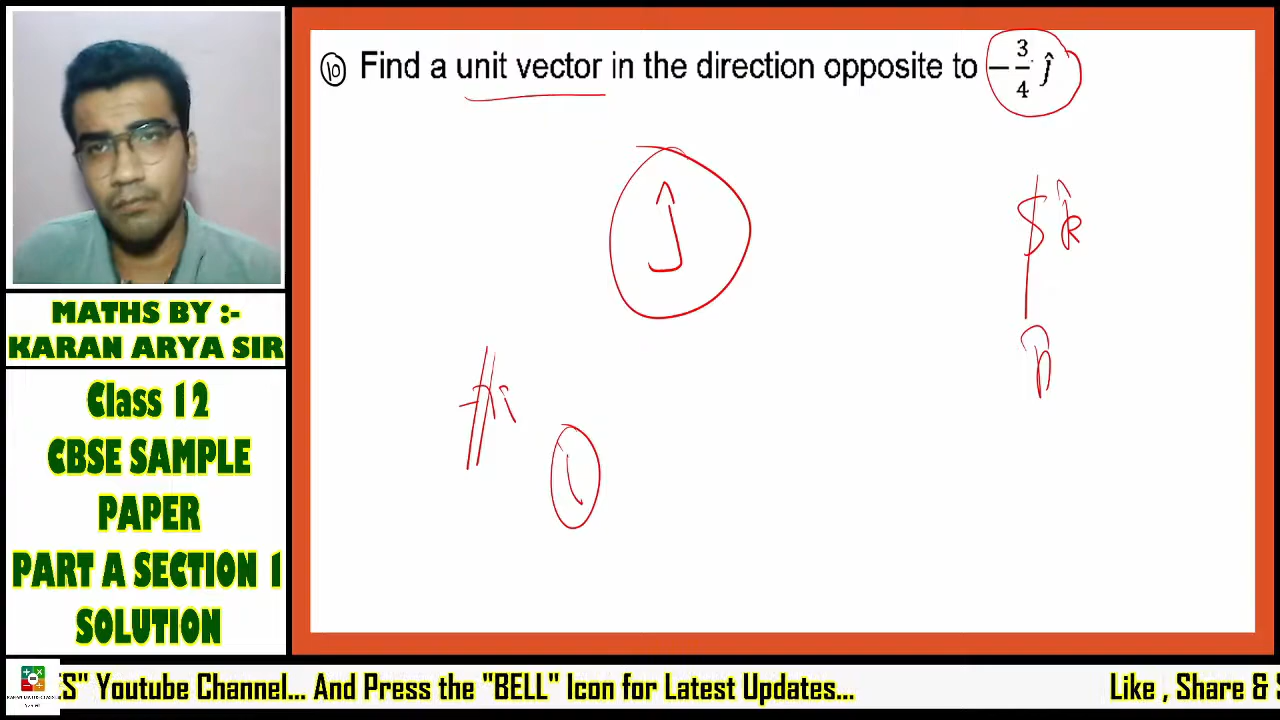 ⑩ Find a unit vector in the direction opposite to −3/4 ĵ
ĵ
$ k̂
n̂
MATHS BY :-
KARAN ARYA SIR
Class 12
CBSE SAMPLE
PAPER
PART A SECTION 1
SOLUTION
ES" Youtube Channel... And Press the "BELL" Icon for Latest Updates...
Like , Share &